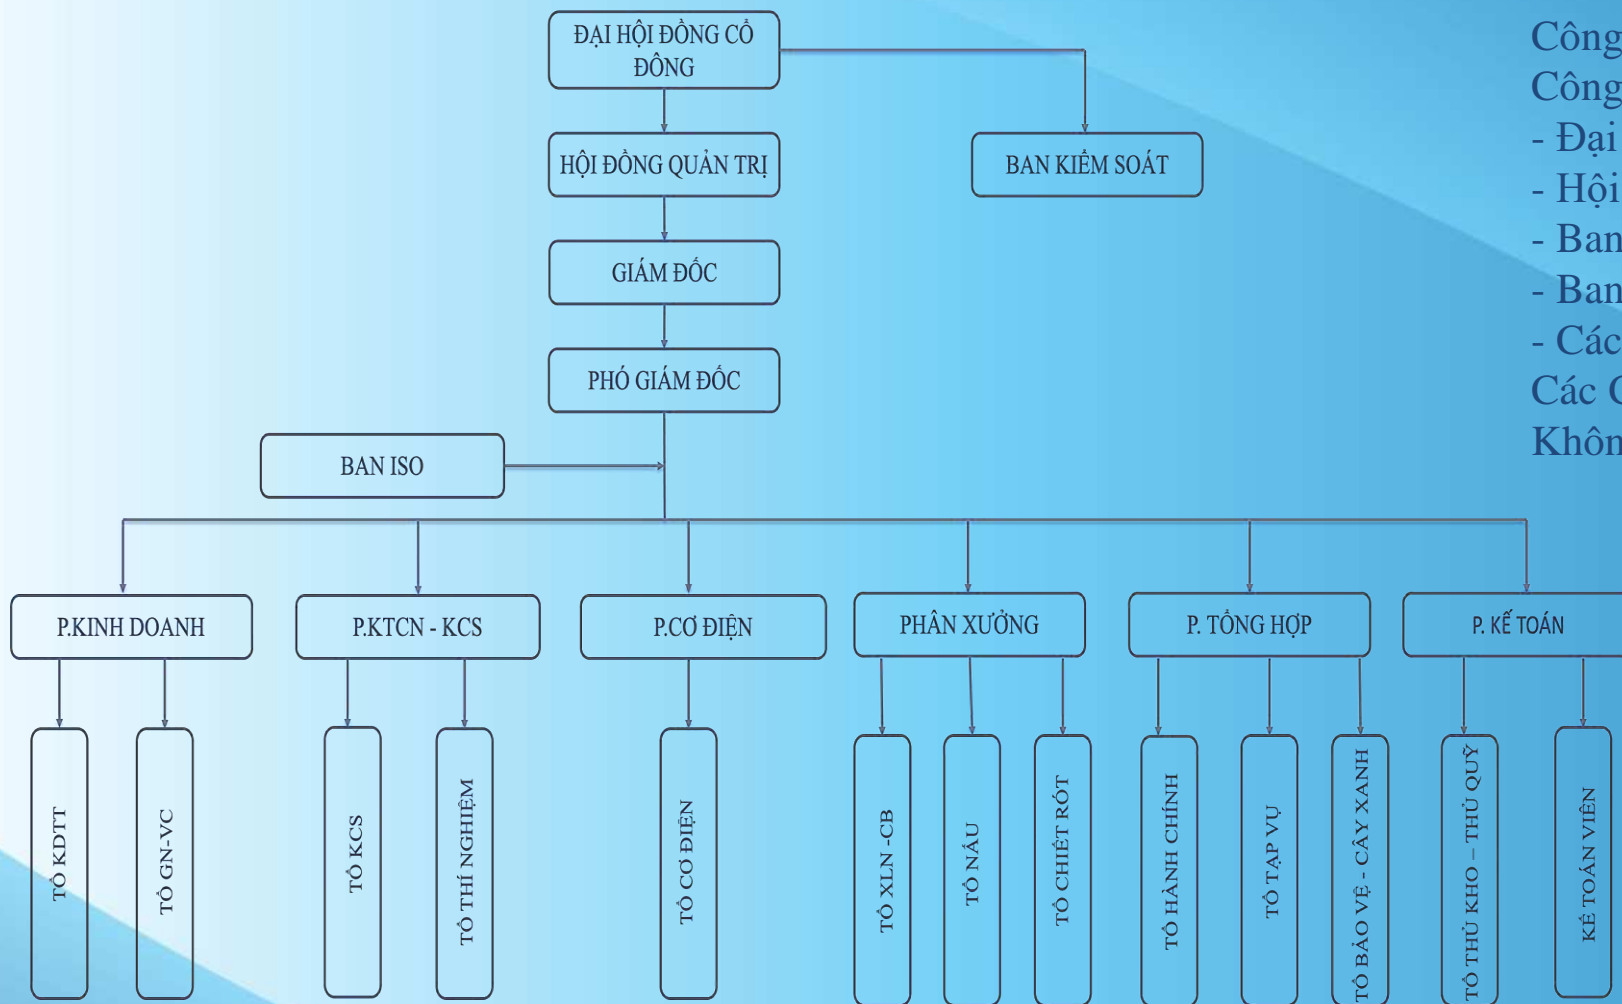 ĐẠI HỘI ĐỒNG CỔ
ĐÔNG
HỘI ĐỒNG QUẢN TRỊ
BAN KIỂM SOÁT
GIÁM ĐỐC
PHÓ GIÁM ĐỐC
BAN ISO
Công
Công
- Đại
- Hội
- Ban
- Ban
- Các
Các
Khôn
P.KINH DOANH
P.KTCN - KCS
P.CƠ ĐIỆN
PHÂN XƯỞNG
P. TỔNG HỢP
P. KẾ TOÁN
TỔ KDTT
TỔ GN-VC
TỔ KCS
TỔ THÍ NGHIỆM
TỔ CƠ ĐIỆN
TỔ XLN -CB
TỔ NẤU
TỔ CHIẾT RÓT
TỔ HÀNH CHÍNH
TỔ TẠP VỤ
TỔ BẢO VỆ - CÂY XANH
TỔ THỦ KHO – THỦ QUỸ
KẾ TOÁN VIÊN